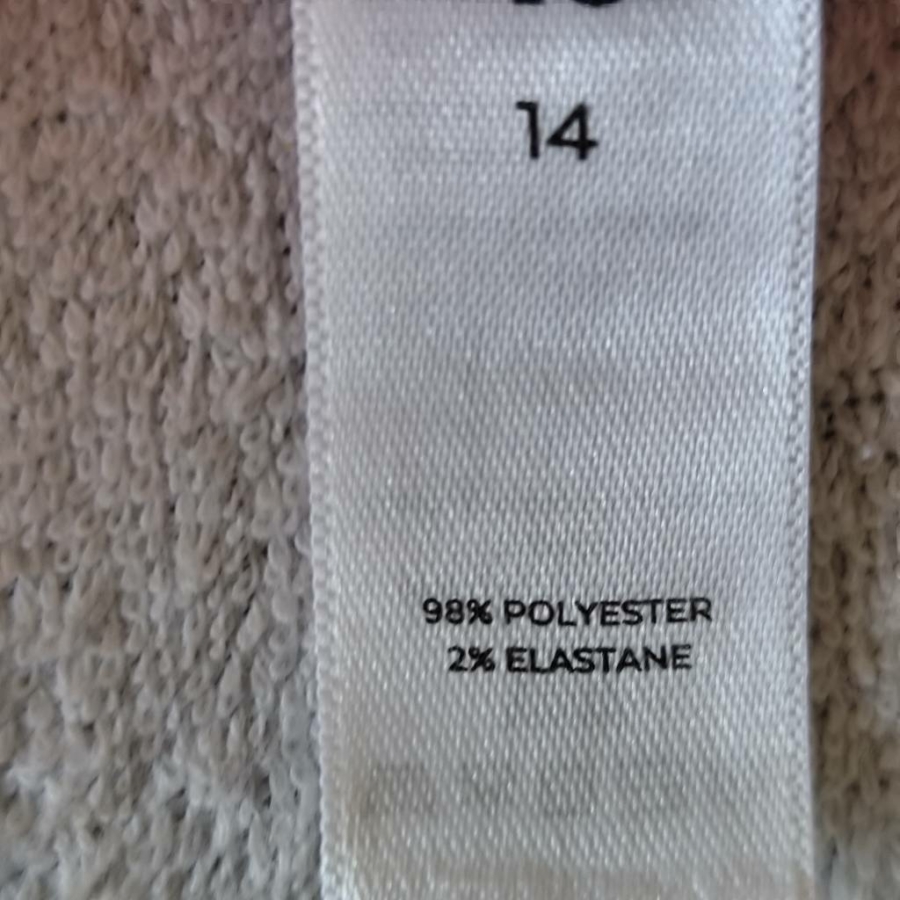 14
98% POLYESTER
2% ELASTANE